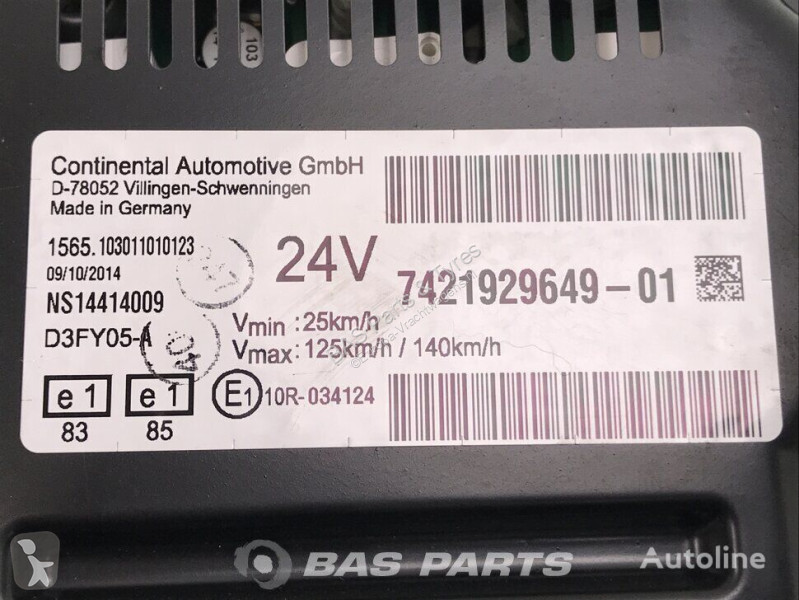 Continental Automotive GmbH
D-78052 Villingen-Schwenningen
Made in Germany
1565.103011010123
09/10/2014
24V
7421929649-01
NS14414009
D3FY05-A
40
Vmin :25km/h
Vmax: 125km/h / 140km/h
e1
83
e1
85
E1
10R-034124
BAS PARTS
Autoline